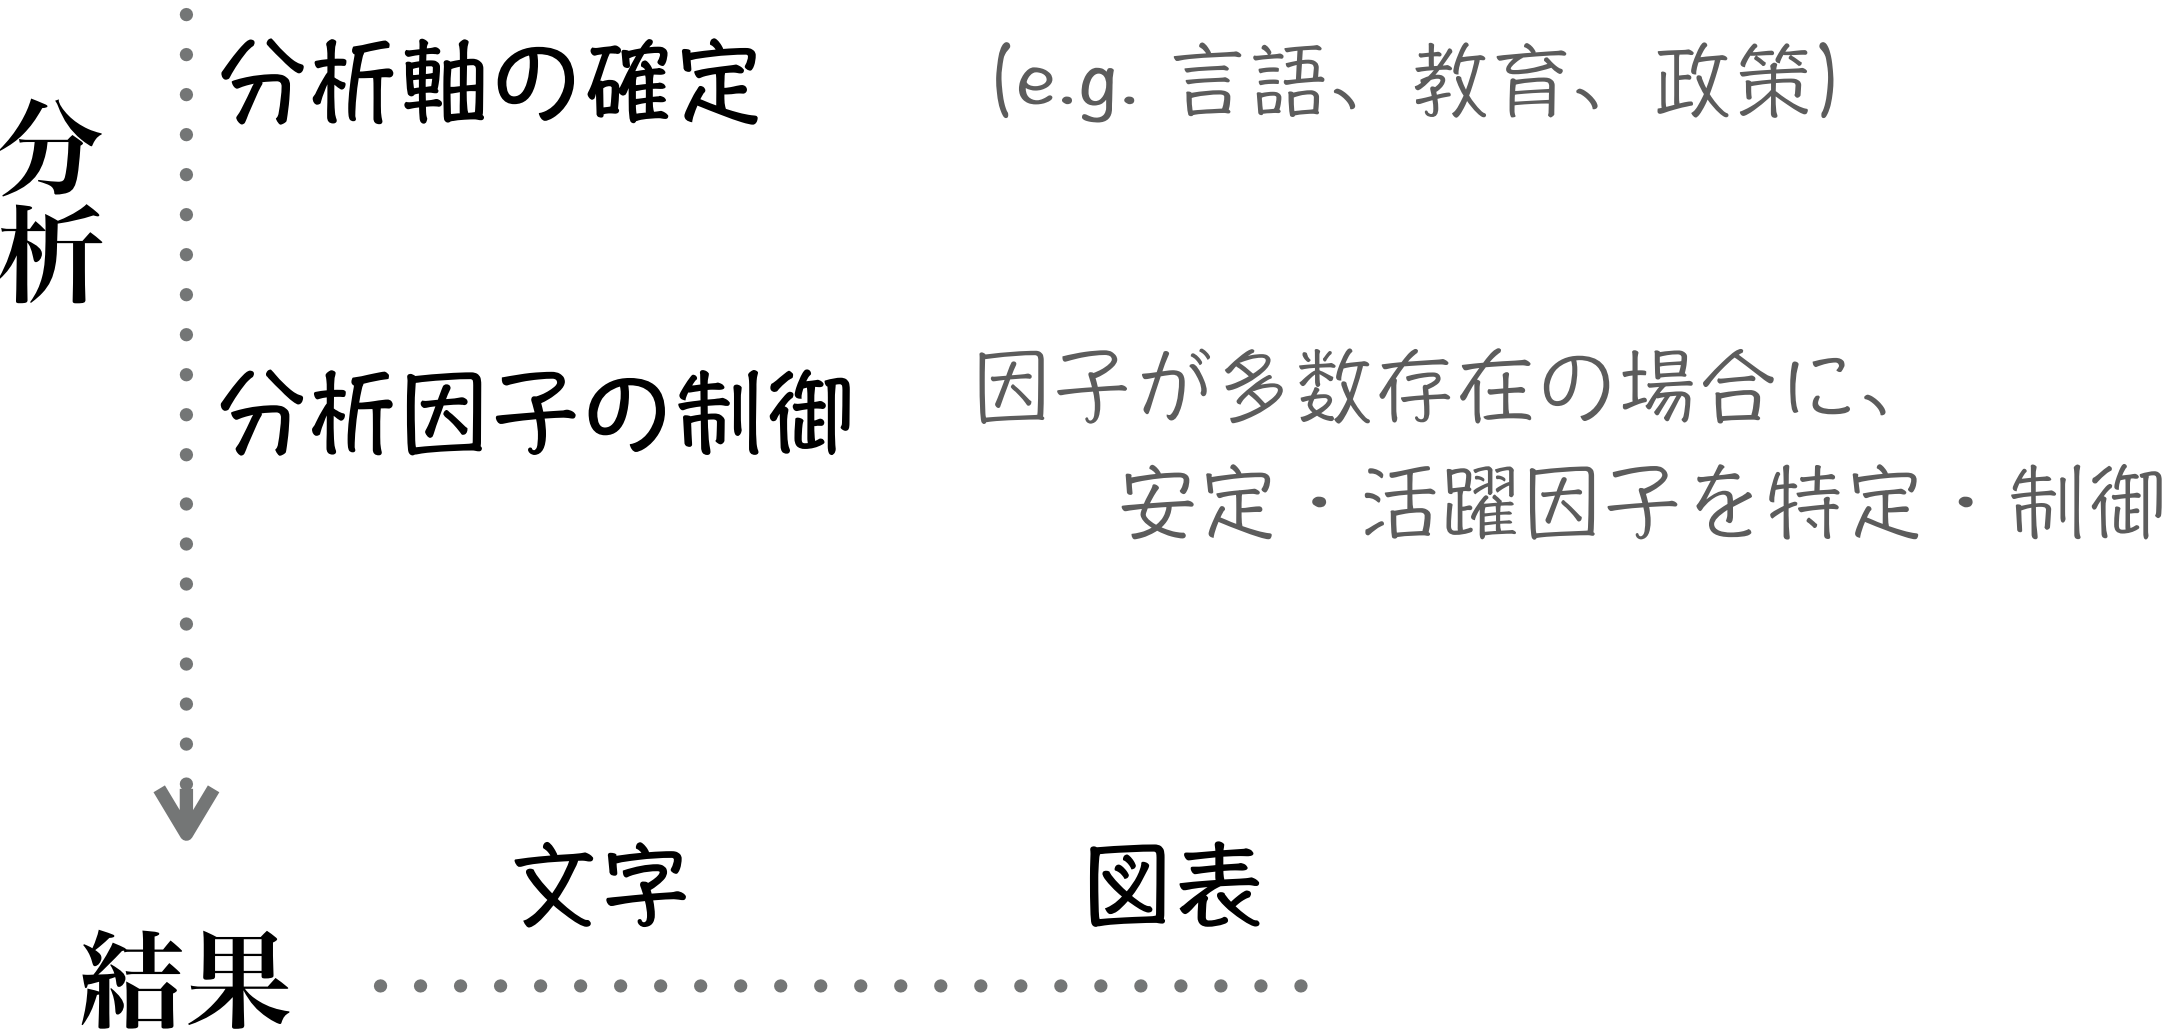 分析
分析軸の確定
(e.g. 言語、教育、政策)
分析因子の制御
因子が多数存在の場合に、
安定・活躍因子を特定・制御
文字
図表
結果